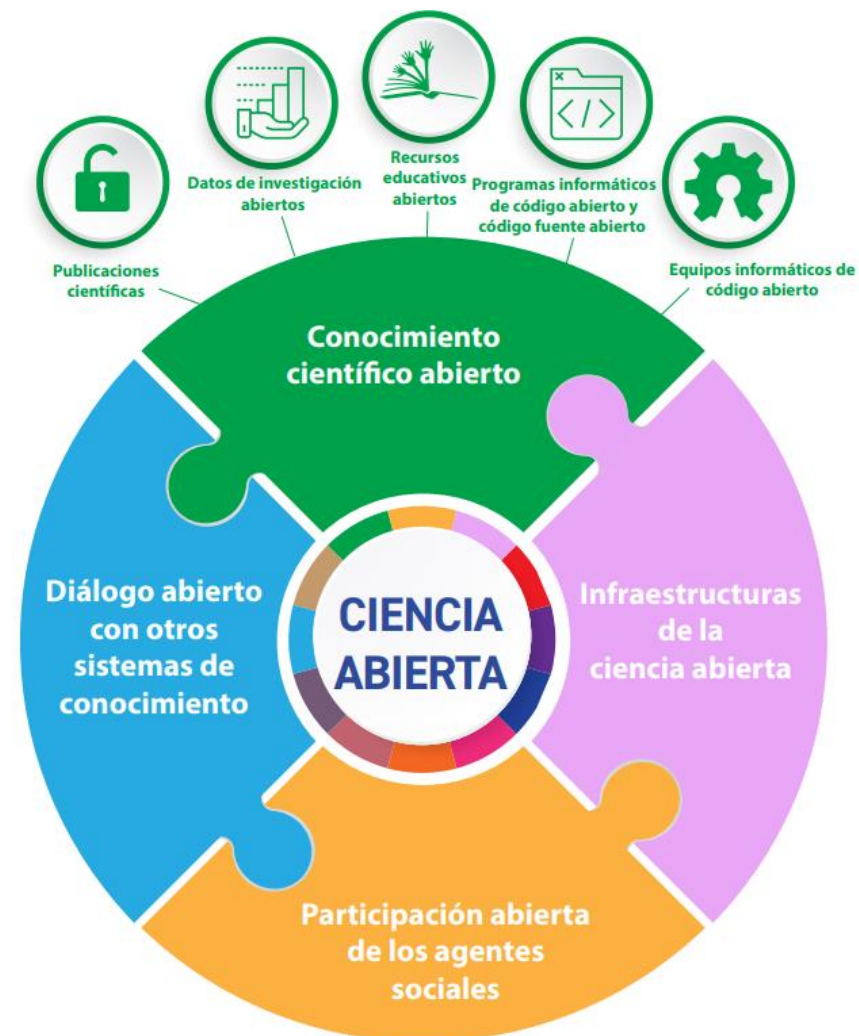 Publicaciones
científicas
Datos de investigación
abiertos
Recursos
educativos
abiertos
Programas informáticos
de código abierto y
código fuente abierto
Equipos informáticos de
código abierto
Conocimiento
científico abierto
Diálogo abierto
con otros
sistemas de
conocimiento
CIENCIA
ABIERTA
Infraestructuras
de la
ciencia abierta
Participación abierta
de los agentes
sociales